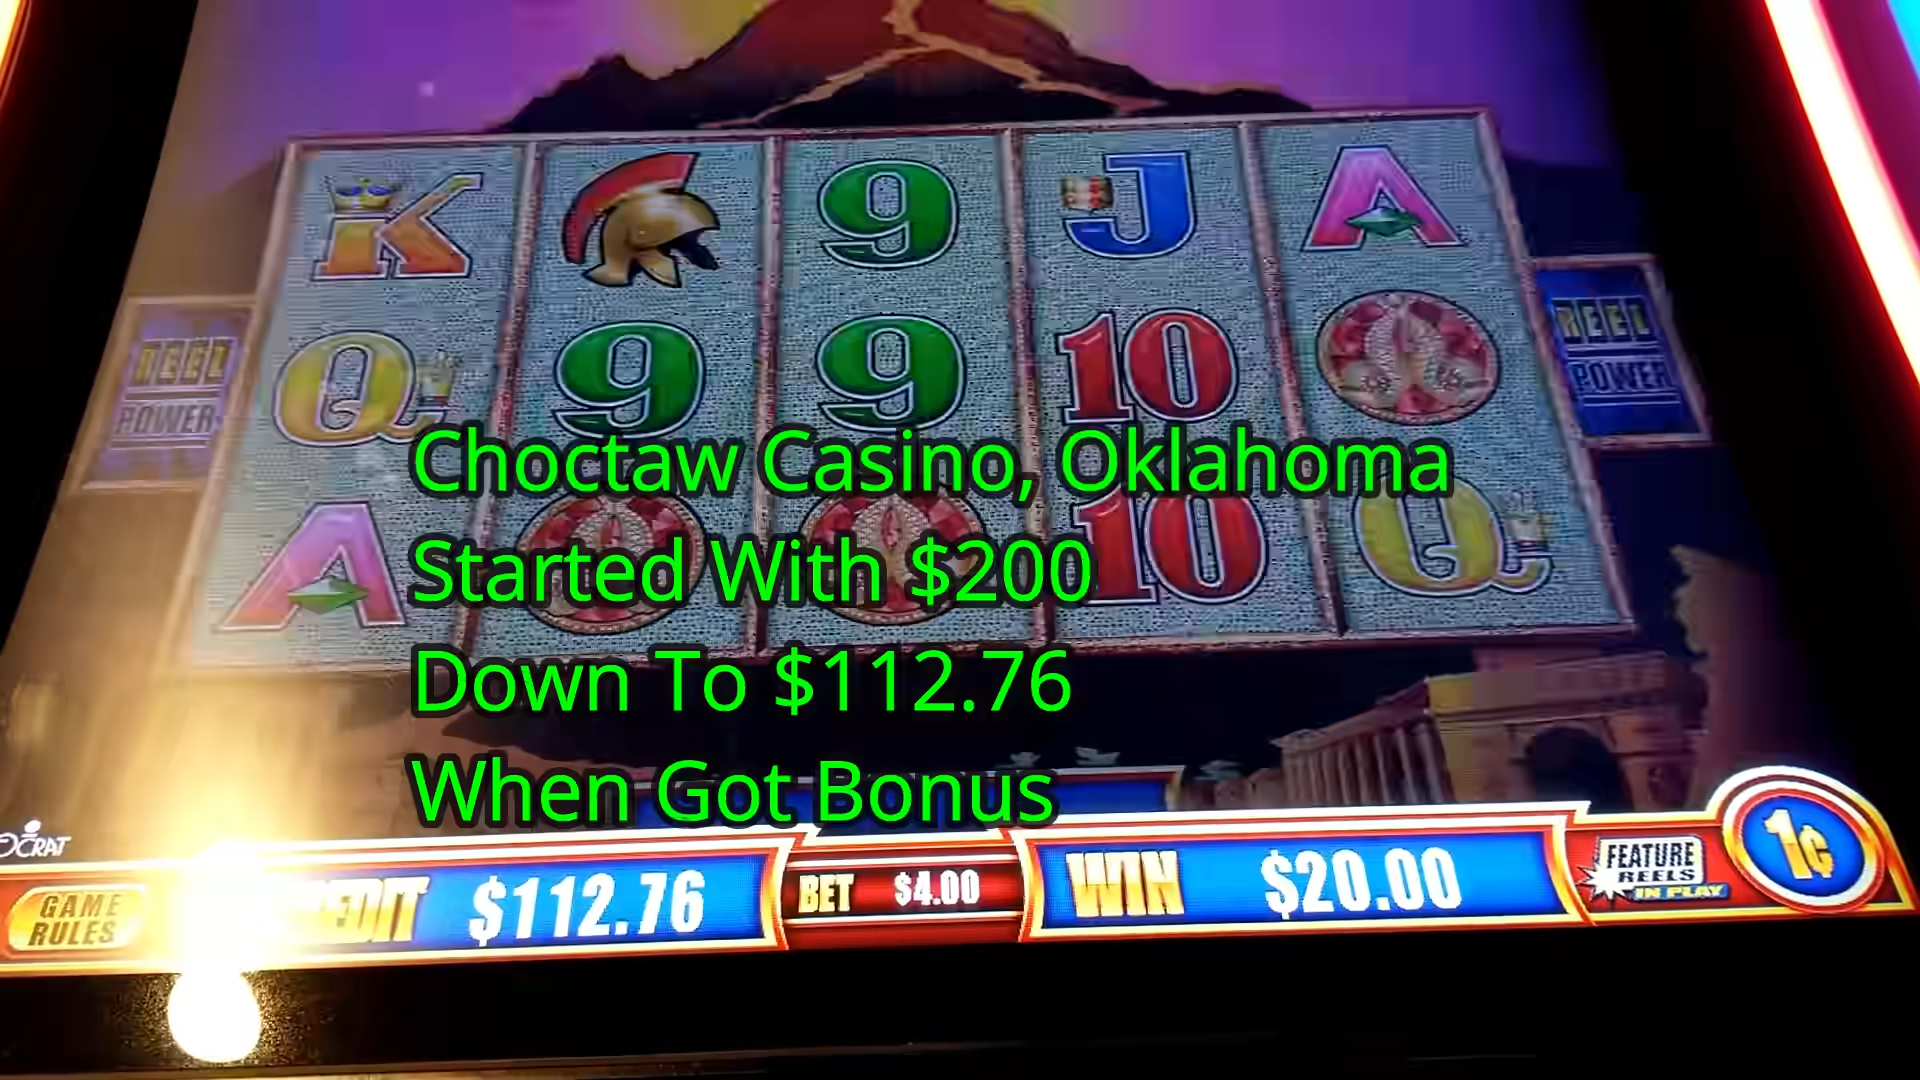 K
9
J
A
REEL
POWER
Q
9
9
10
REEL
POWER
Choctaw Casino, Oklahoma
A
10
Q
Started With $200
Down To $112.76
When Got Bonus
GAME
RULES
$112.76
BET $4.00
WIN $20.00
FEATURE
REELS
IN PLAY
1¢